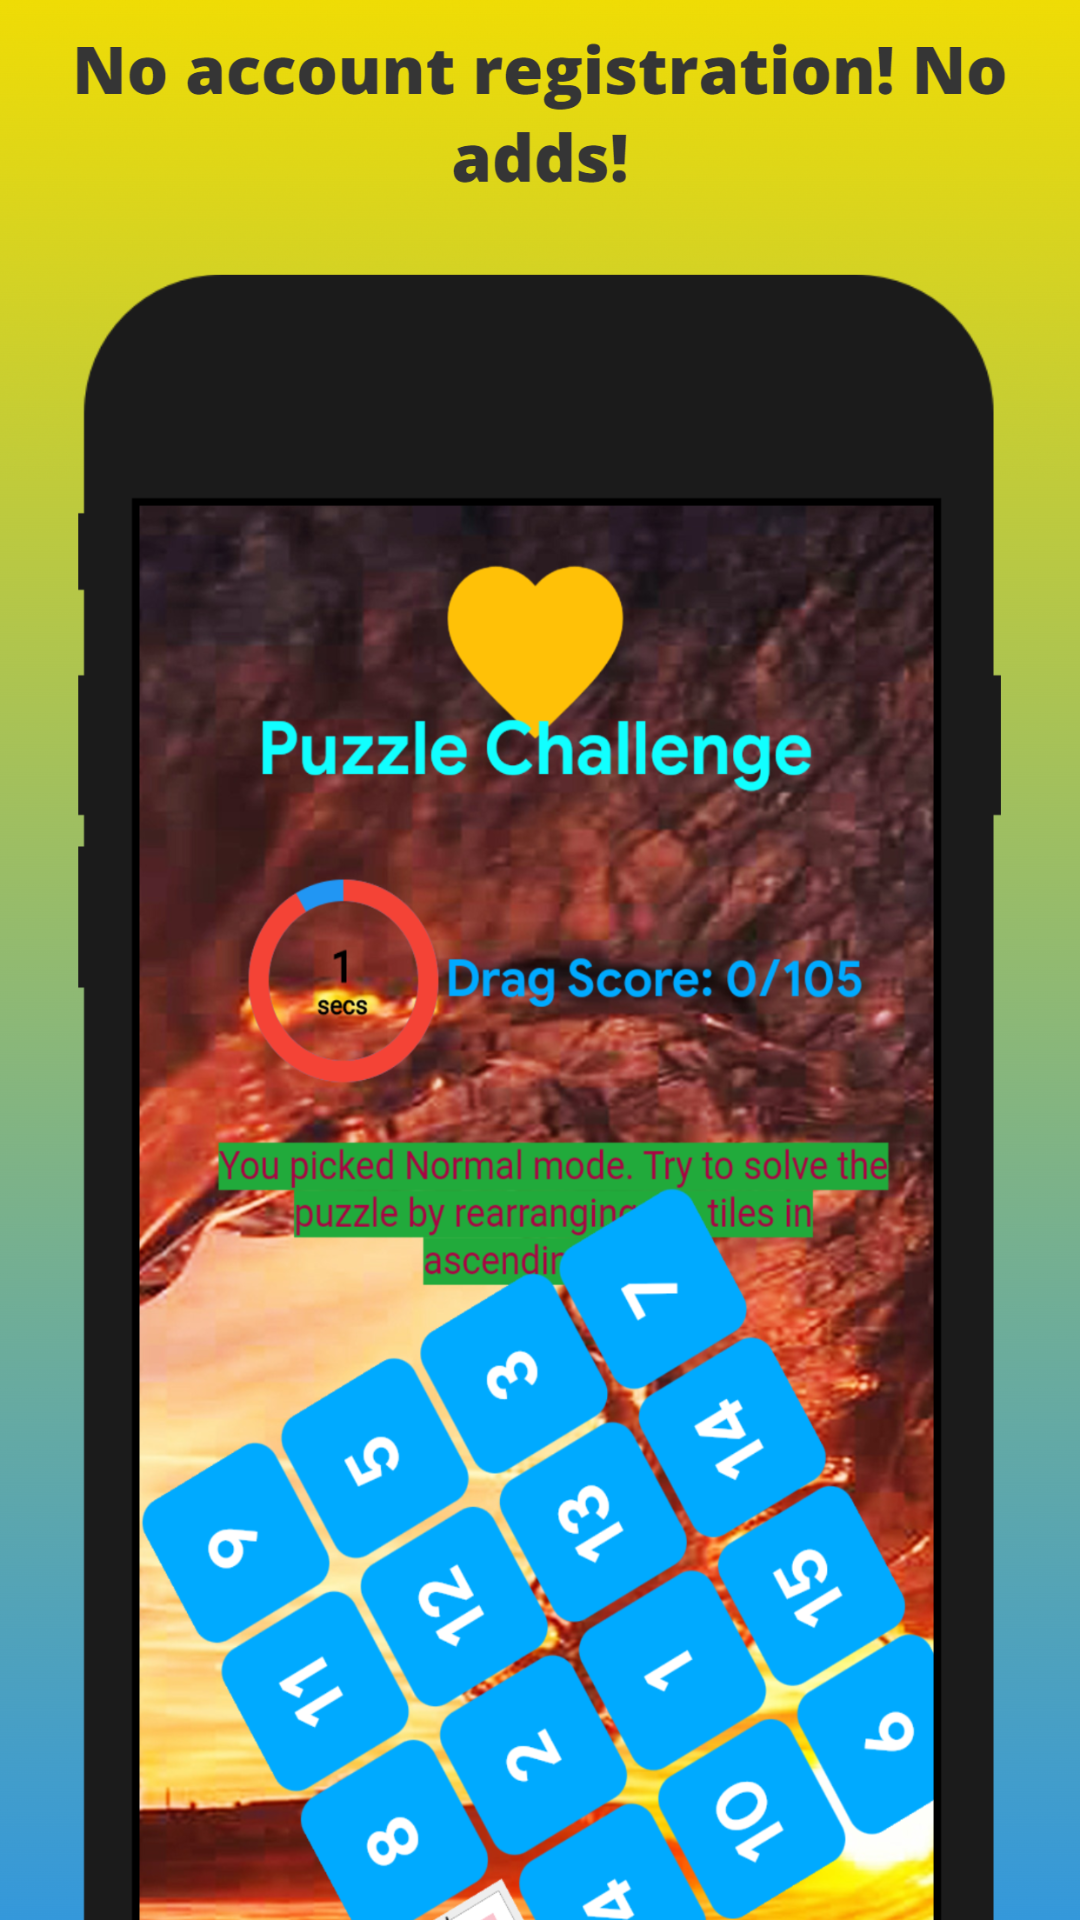 No account registration! No
adds!
Puzzle Challenge
1
secs
Drag Score: 0/105
You picked Normal mode. Try to solve the
puzzle by rearranging tiles in
ascendin
8 11 9
4 2 12 5
10 1 13 3
6 15 14 7